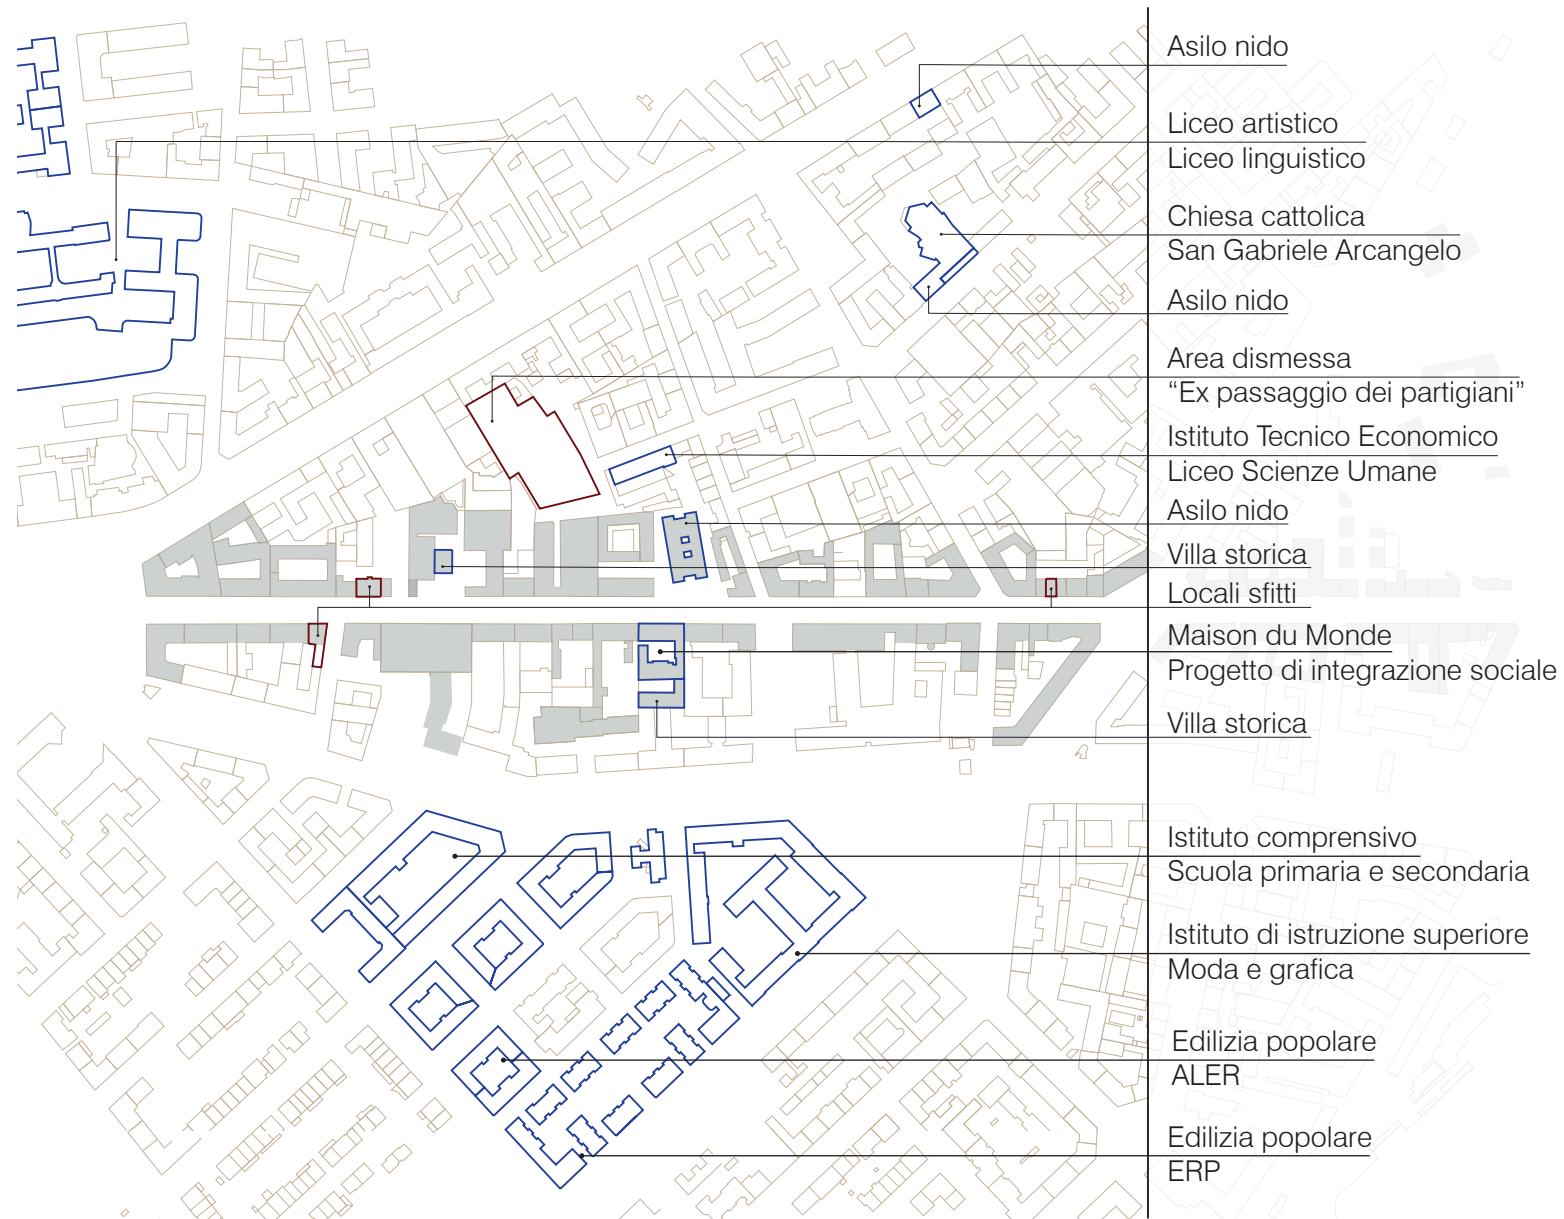 Asilo nido
Liceo artistico
Liceo linguistico
Chiesa cattolica
San Gabriele Arcangelo
Asilo nido
Area dismessa
“Ex passaggio dei partigiani”
Istituto Tecnico Economico
Liceo Scienze Umane
Asilo nido
Villa storica
Locali sfitti
Maison du Monde
Progetto di integrazione sociale
Villa storica
Istituto comprensivo
Scuola primaria e secondaria
Istituto di istruzione superiore
Moda e grafica
Edilizia popolare
ALER
Edilizia popolare
ERP